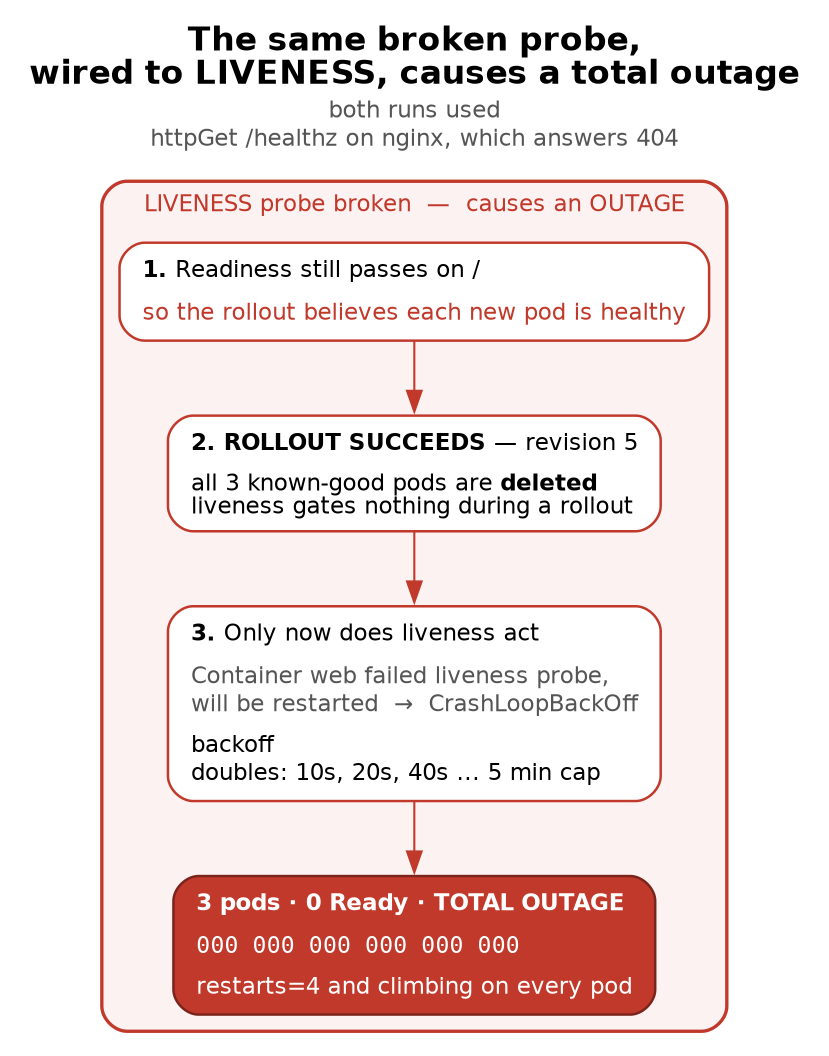 The same broken probe,
wired to LIVENESS, causes a total outage
both runs used
httpGet /healthz on nginx, which answers 404
LIVENESS probe broken — causes an OUTAGE
1. Readiness still passes on /
so the rollout believes each new pod is healthy
2. ROLLOUT SUCCEEDS — revision 5
all 3 known-good pods are deleted
liveness gates nothing during a rollout
3. Only now does liveness act
Container web failed liveness probe,
will be restarted → CrashLoopBackOff
backoff
doubles: 10s, 20s, 40s ... 5 min cap
3 pods · 0 Ready · TOTAL OUTAGE
000 000 000 000 000 000
restarts=4 and climbing on every pod